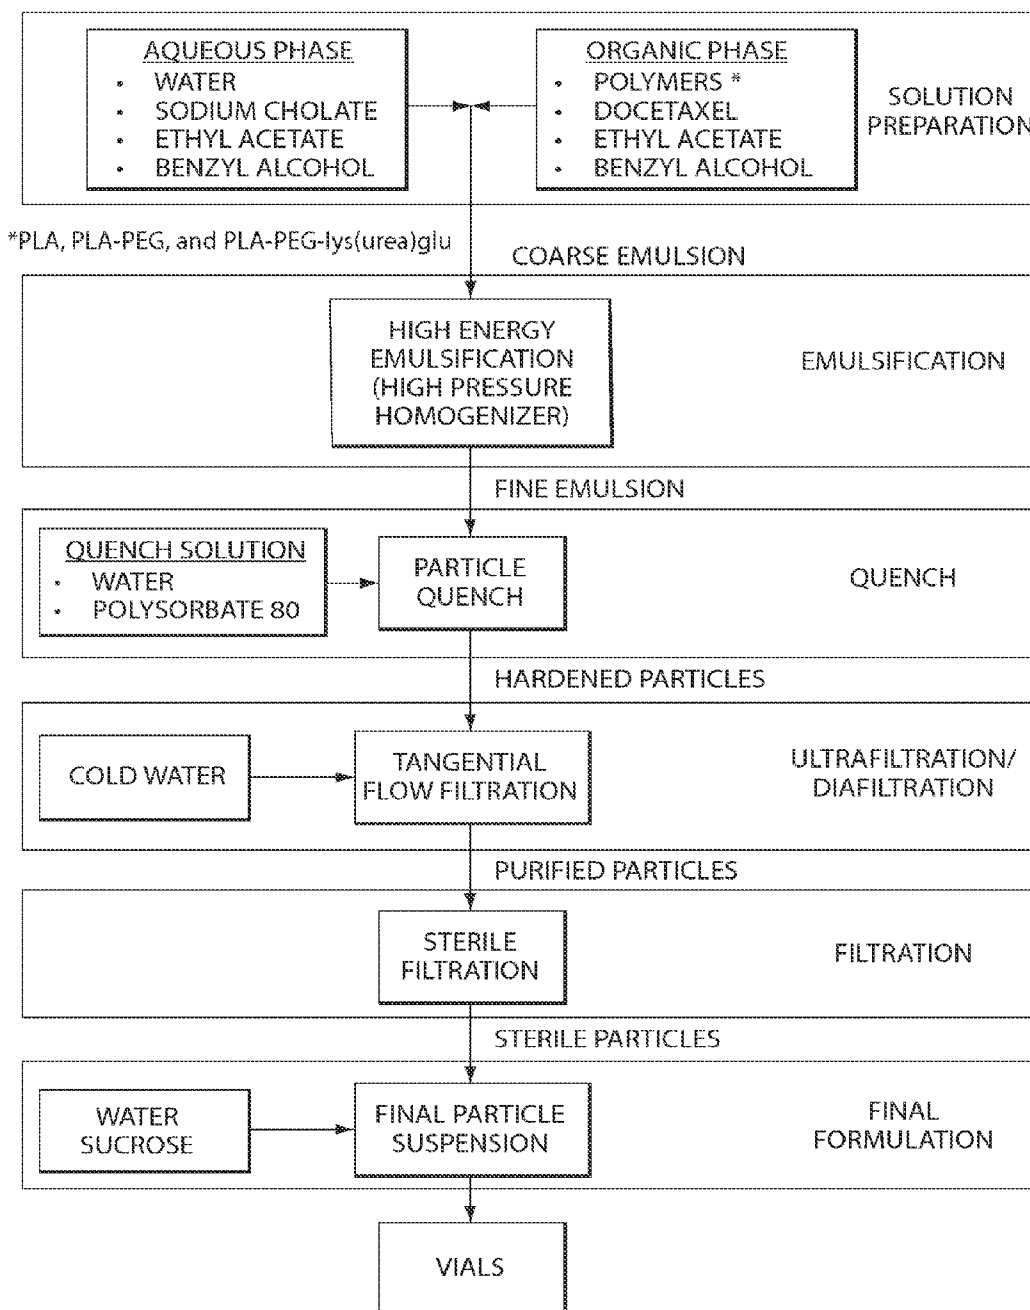 AQUEOUS PHASE
• WATER
• SODIUM CHOLATE
• ETHYL ACETATE
• BENZYL ALCOHOL
ORGANIC PHASE
• POLYMERS *
• DOCETAXEL
• ETHYL ACETATE
• BENZYL ALCOHOL
SOLUTION
PREPARATION
*PLA, PLA-PEG, and PLA-PEG-lys(urea)glu
COARSE EMULSION
HIGH ENERGY
EMULSIFICATION
(HIGH PRESSURE
HOMOGENIZER)
EMULSIFICATION
FINE EMULSION
QUENCH SOLUTION
• WATER
• POLYSORBATE 80
PARTICLE
QUENCH
QUENCH
HARDENED PARTICLES
COLD WATER
TANGENTIAL
FLOW FILTRATION
ULTRAFILTRATION/
DIAFILTRATION
PURIFIED PARTICLES
STERILE
FILTRATION
FILTRATION
STERILE PARTICLES
WATER
SUCROSE
FINAL PARTICLE
SUSPENSION
FINAL
FORMULATION
VIALS